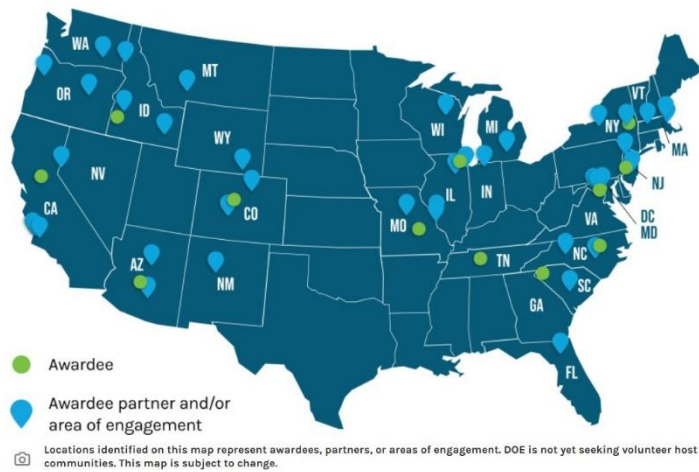 WA
MT
VT
OR
ID
WI
MI
NY
WY
MA
NV
IL
IN
NJ
CA
CO
MO
VA
DC
MD
AZ
NM
TN
NC
SC
GA
FL
Awardee
Awardee partner and/or
area of engagement
Locations identified on this map represent awardees, partners, or areas of engagement. DOE is not yet seeking volunteer host
communities. This map is subject to change.